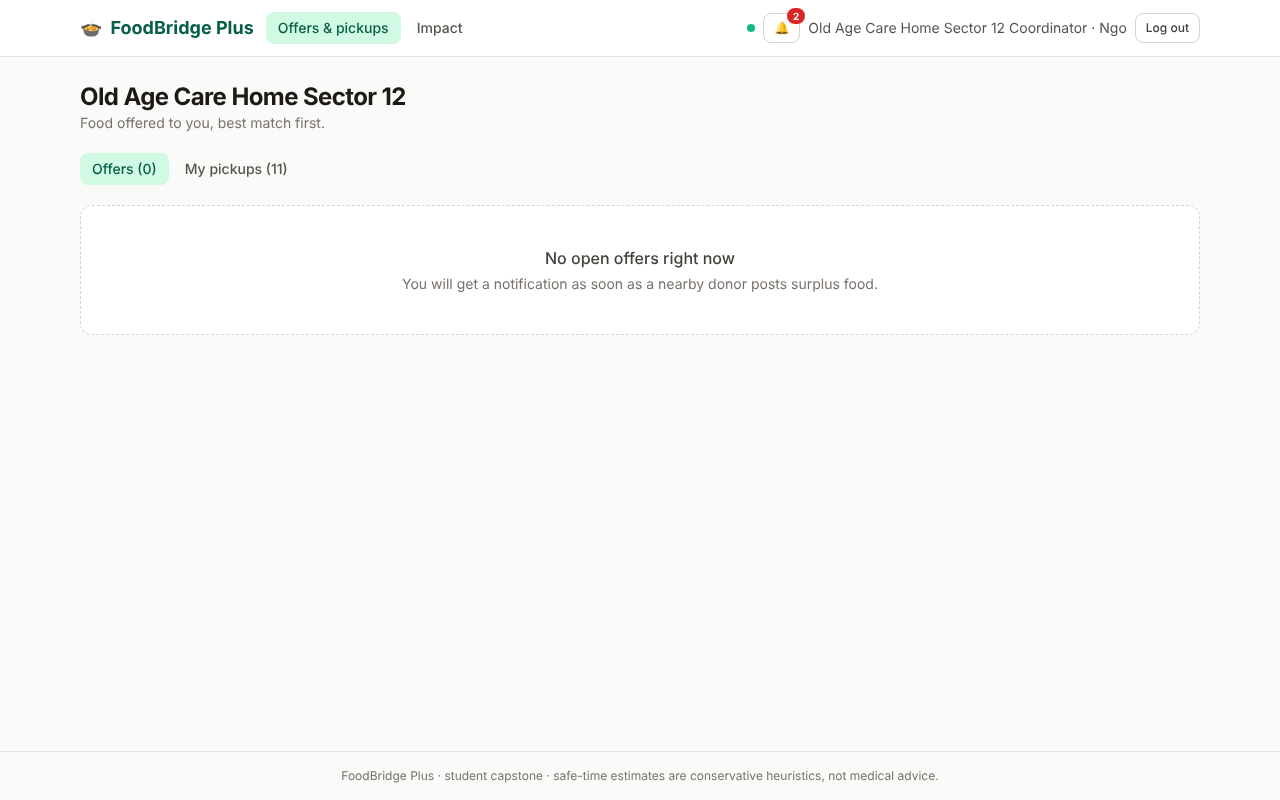 FoodBridge Plus Offers & pickups Impact 2 Old Age Care Home Sector 12 Coordinator · Ngo Log out
Old Age Care Home Sector 12
Food offered to you, best match first.
Offers (0) My pickups (11)
No open offers right now
You will get a notification as soon as a nearby donor posts surplus food.
FoodBridge Plus · student capstone · safe-time estimates are conservative heuristics, not medical advice.